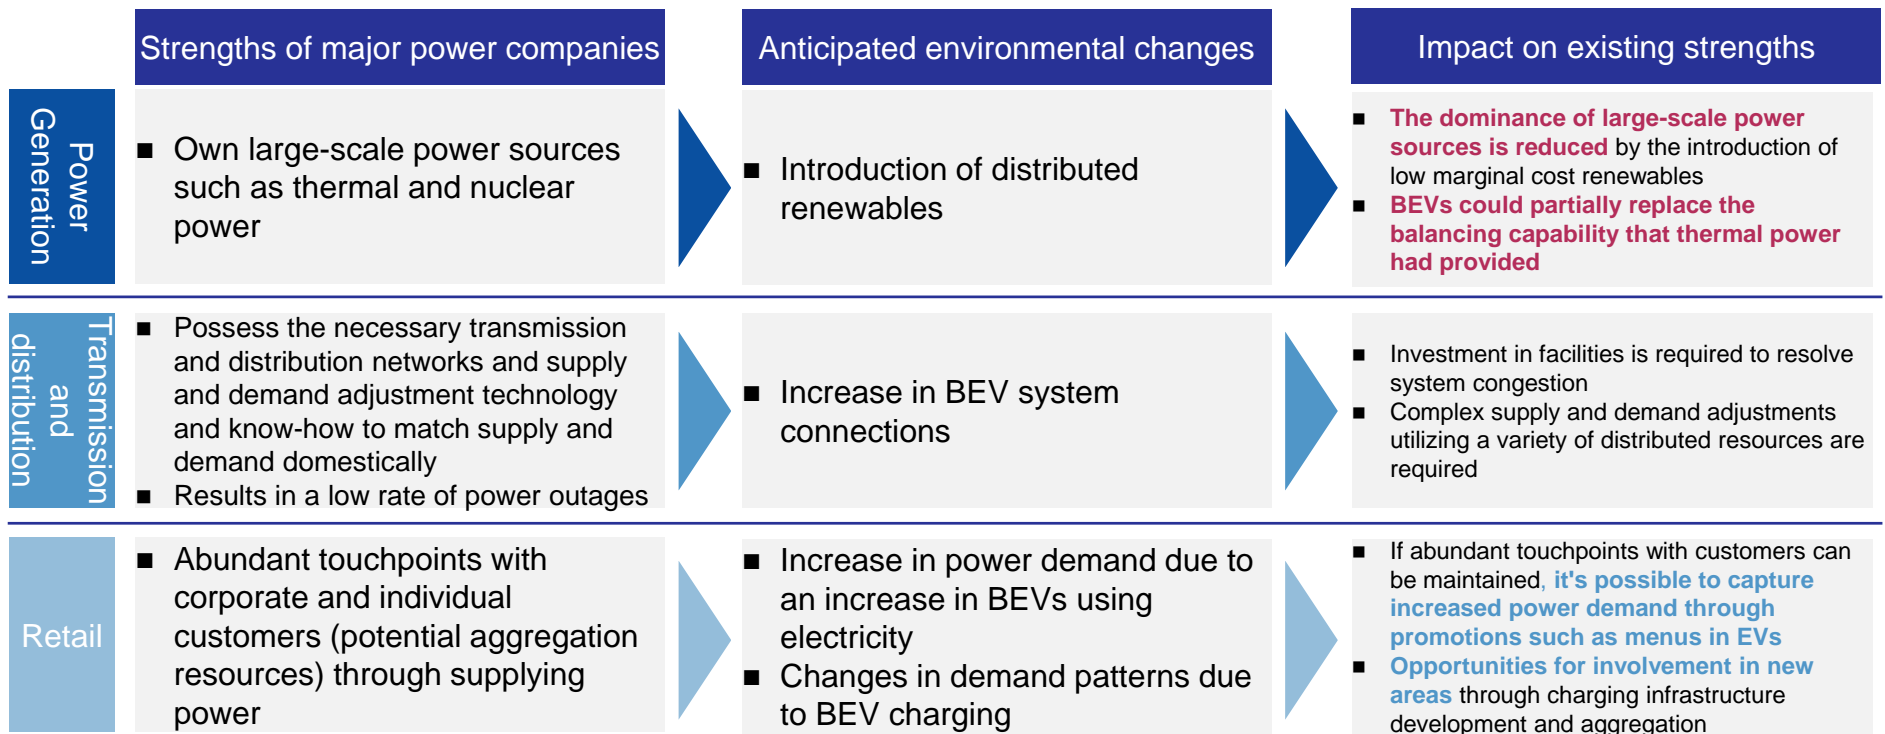 Strengths of major power companies
Anticipated environmental changes
Impact on existing strengths
Power
Generation
■ Own large-scale power sources
such as thermal and nuclear
power
■ Introduction of distributed
renewables
■ The dominance of large-scale power
sources is reduced by the introduction of
low marginal cost renewables
■ BEVs could partially replace the
balancing capability that thermal power
had provided
Transmission
and
distribution
■ Possess the necessary transmission
and distribution networks and supply
and demand adjustment technology
and know-how to match supply and
demand domestically
■ Results in a low rate of power outages
■ Increase in BEV system
connections
■ Investment in facilities is required to resolve
system congestion
■ Complex supply and demand adjustments
utilizing a variety of distributed resources are
required
Retail
■ Abundant touchpoints with
corporate and individual
customers (potential aggregation
resources) through supplying
power
■ Increase in power demand due to
an increase in BEVs using
electricity
■ Changes in demand patterns due
to BEV charging
■ If abundant touchpoints with customers can
be maintained, it's possible to capture
increased power demand through
promotions such as menus in EVs
■ Opportunities for involvement in new
areas through charging infrastructure
development and aggregation